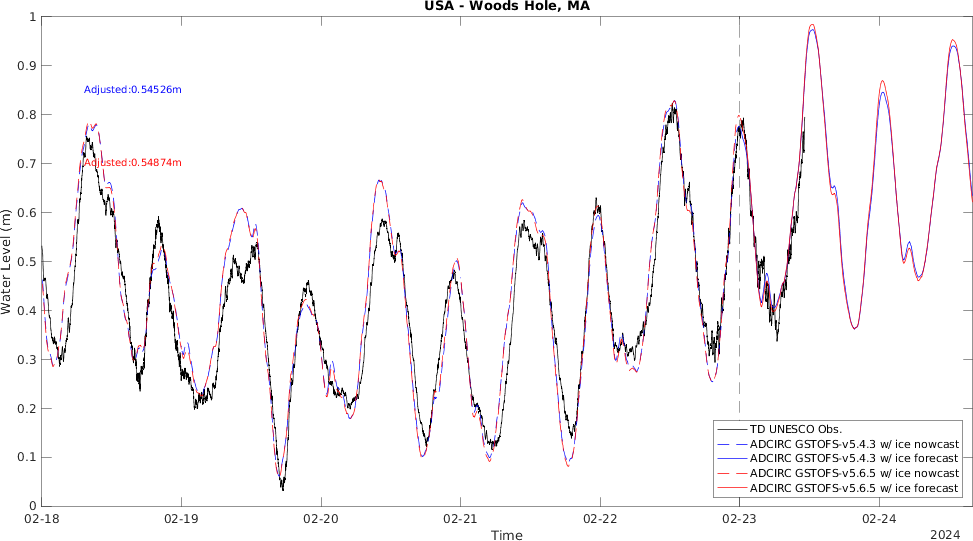 USA - Woods Hole, MA
1
0.9
0.8
0.7
0.6
0.5
0.4
0.3
0.2
0.1
0
Water Level (m)
Adjusted:0.54526m
Adjusted:0.54874m
TD UNESCO Obs.
ADCIRC GSTOFS-v5.4.3 w/ ice nowcast
ADCIRC GSTOFS-v5.4.3 w/ ice forecast
ADCIRC GSTOFS-v5.6.5 w/ ice nowcast
ADCIRC GSTOFS-v5.6.5 w/ ice forecast
02-18 02-19 02-20 02-21 02-22 02-23 02-24
Time
2024